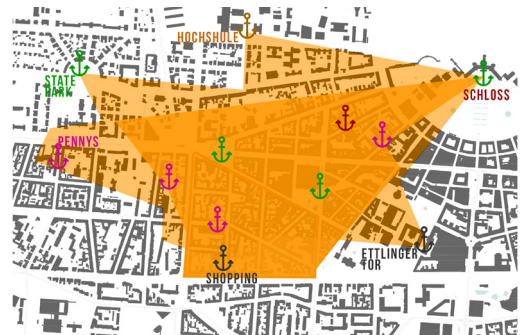 HOCHSHULE
STATE
PARK
SCHLOSS
PENNYS
ETTLINGER
TOR
SHOPPING